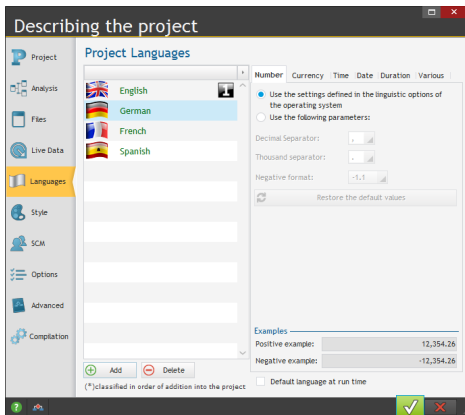 Describing the project
Project
Analysis
Files
Live Data
Languages
Style
SCM
Options
Advanced
Compilation
Project Languages
English
German
French
Spanish
Add
Delete
(*)classified in order of addition into the project
Number Currency Time Date Duration Various
Use the settings defined in the linguistic options of
the operating system
Use the following parameters:
Decimal Separator:
Thousand separator:
Negative format: -1.1
Restore the default values
Examples
Positive example: 12,354.26
Negative example: -12,354.26
Default language at run time